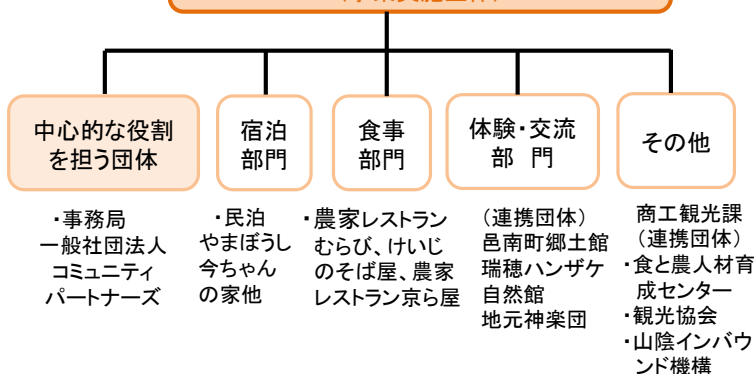 中心的な役割
を担う団体
宿泊
部門
食事
部門
体験・交流
部　門
その他
・事務局
一般社団法人
コミュニティ
パートナーズ
・民泊
やまぼうし
今ちゃん
の家他
・農家レストラン
むらび、けいじ
のそば屋、農家
レストラン京ら屋
（連携団体）
邑南町郷土館
瑞穂ハンザケ
自然館
地元神楽団
商工観光課
（連携団体）
・食と農人材育
成センター
・観光協会
・山陰インバウ
ンド機構